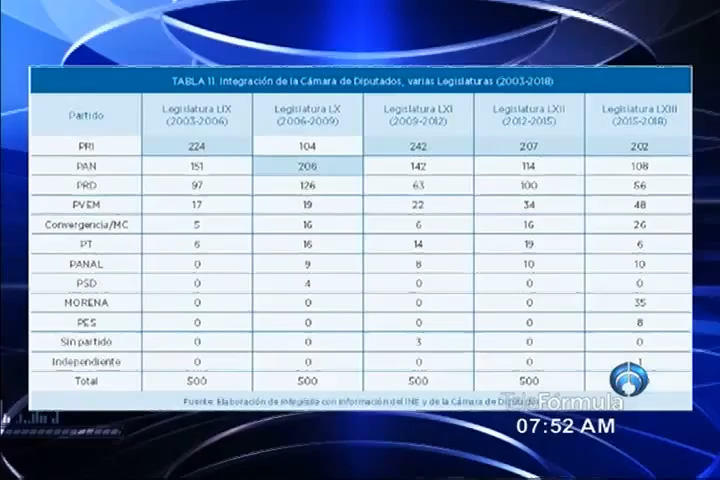 TABLA 11. Integración de la Cámara de Diputados, varias Legislaturas (2003-2018)
Partido Legislatura LIX (2003-2006) Legislatura LX (2006-2009) Legislatura LXI (2009-2012) Legislatura LXII (2012-2015) Legislatura LXIII (2015-2018)
PRI 224 104 242 207 202
PAN 151 206 142 114 108
PRD 97 126 63 100 56
PVEM 17 19 22 34 48
Convergencia/MC 5 16 6 16 26
PT 6 16 14 19 6
PANAL 0 9 8 10 10
PSD 0 4 0 0 0
MORENA 0 0 0 0 35
PES 0 0 0 0 8
Sin partido 0 0 3 0 0
Independiente 0 0 0 0 1
Total 500 500 500 500
Fuente: Elaboración de Integralia con información del INE y de la Cámara de Diputados
TeleFórmula
07:52 AM